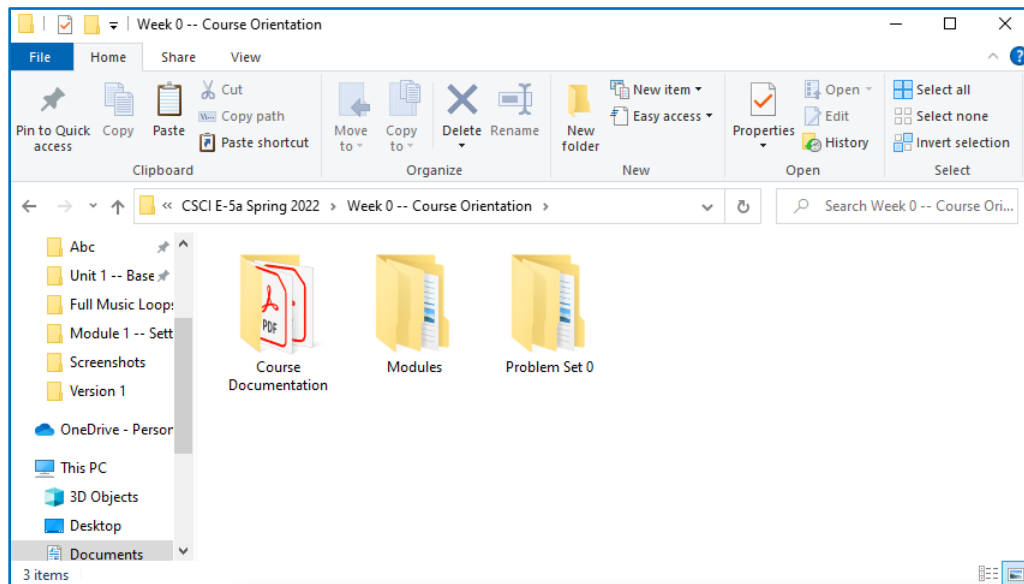 Week 0 -- Course Orientation
File Home Share View
Pin to Quick access
Copy
Paste
Cut
Copy path
Paste shortcut
Clipboard
Move to
Copy to
Delete
Rename
Organize
New folder
New item
Easy access
New
Properties
Open
Edit
History
Open
Select all
Select none
Invert selection
Select
« CSCI E-5a Spring 2022 › Week 0 -- Course Orientation ›
Search Week 0 -- Course Ori...
Abc
Unit 1 -- Base
Full Music Loops
Module 1 -- Sett
Screenshots
Version 1
OneDrive - Person
This PC
3D Objects
Desktop
Documents
PDF
Course
Documentation
Modules
Problem Set 0
3 items